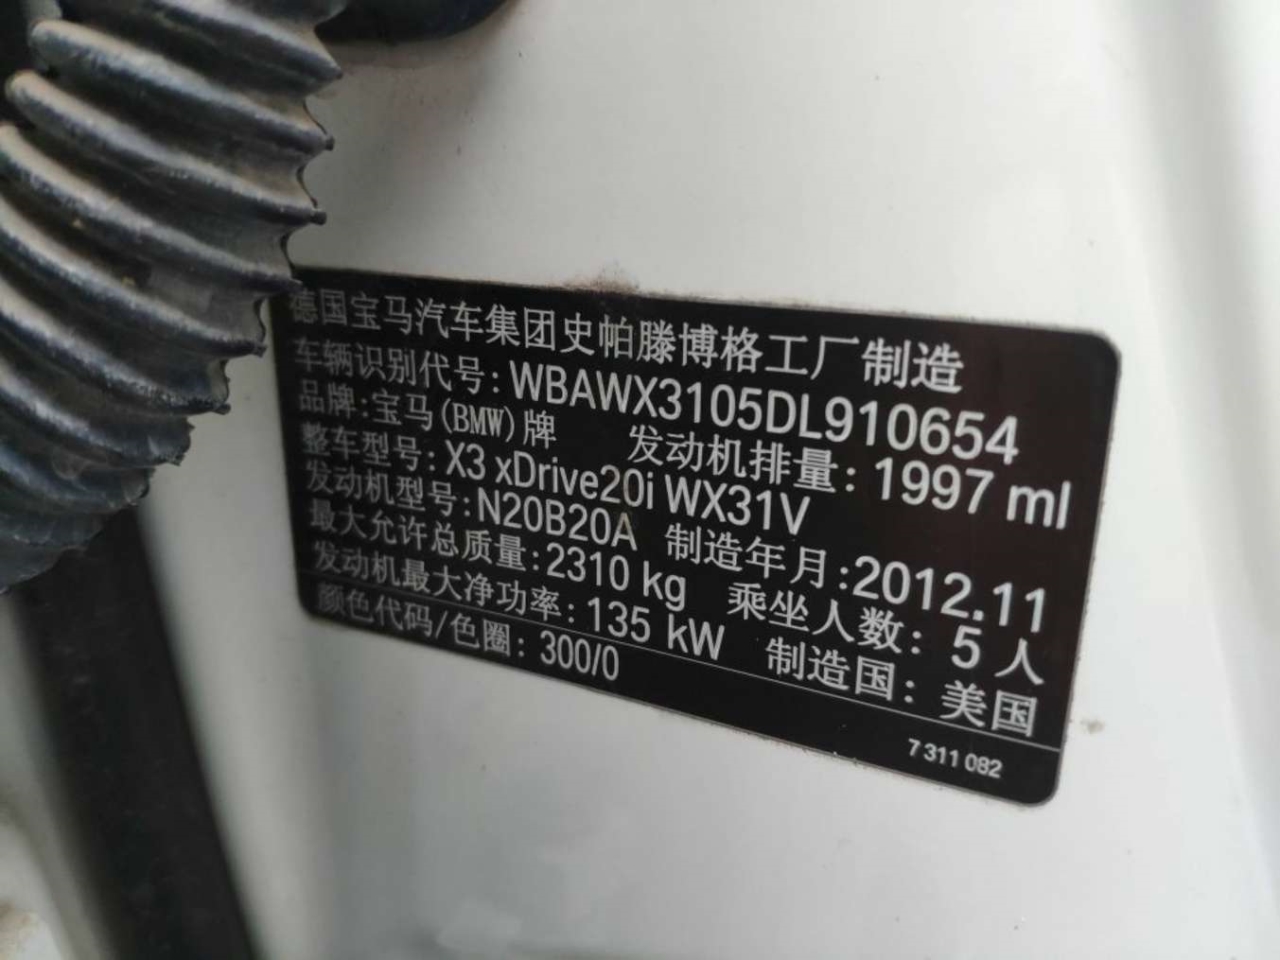 德国宝马汽车集团史帕滕博格工厂制造
车辆识别代号: WBAWX3105DL910654
品牌: 宝马(BMW)牌 发动机排量: 1997 ml
整车型号: X3 xDrive20i WX31V
发动机型号: N20B20A 制造年月: 2012.11
最大允许总质量: 2310 kg 乘坐人数: 5 人
发动机最大净功率: 135 kW 制造国: 美国
颜色代码/色圈: 300/0
7 311 082